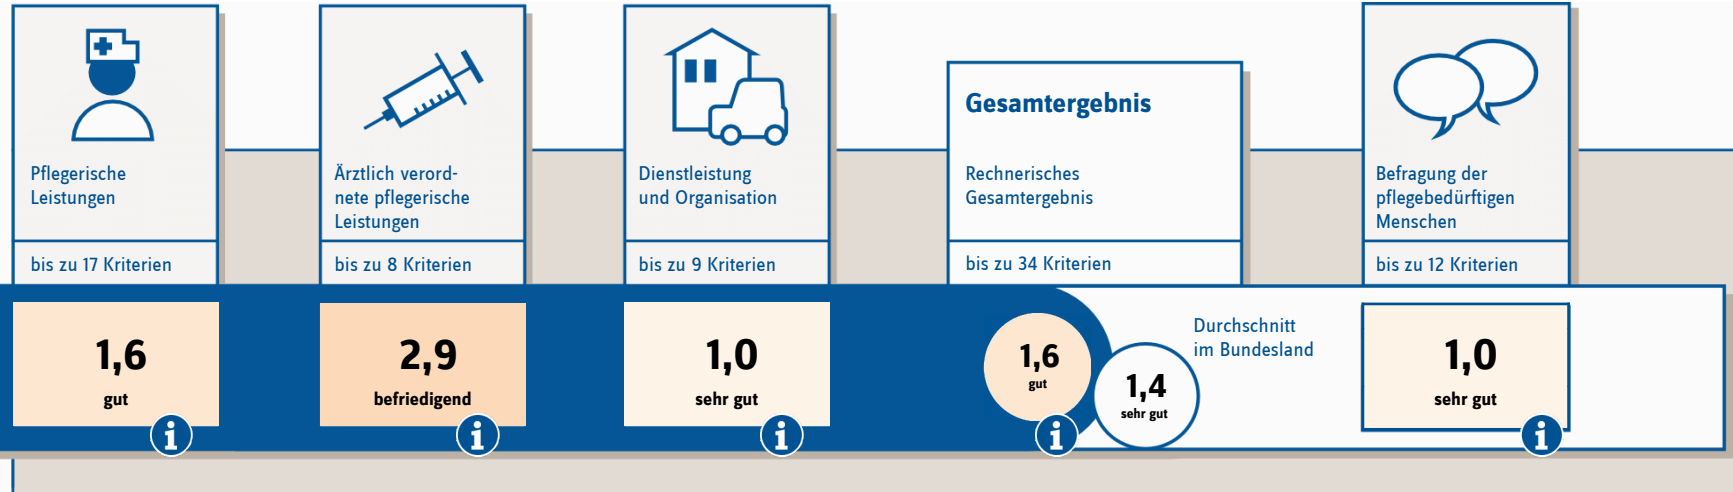 Pflegerische
Leistungen
bis zu 17 Kriterien
1,6
gut
i
Ärztlich verord-
nete pflegerische
Leistungen
bis zu 8 Kriterien
2,9
befriedigend
i
Dienstleistung
und Organisation
bis zu 9 Kriterien
1,0
sehr gut
i
Gesamtergebnis
Rechnerisches
Gesamtergebnis
bis zu 34 Kriterien
1,6
gut
i
Durchschnitt
im Bundesland
1,4
sehr gut
Befragung der
pflegebedürftigen
Menschen
bis zu 12 Kriterien
1,0
sehr gut
i